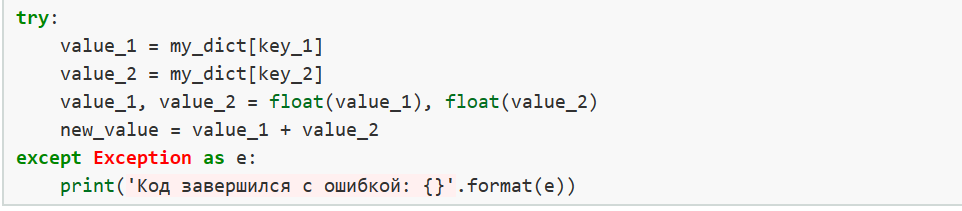 try:
    value_1 = my_dict[key_1]
    value_2 = my_dict[key_2]
    value_1, value_2 = float(value_1), float(value_2)
    new_value = value_1 + value_2
except Exception as e:
    print('Код завершился с ошибкой: {}'.format(e))